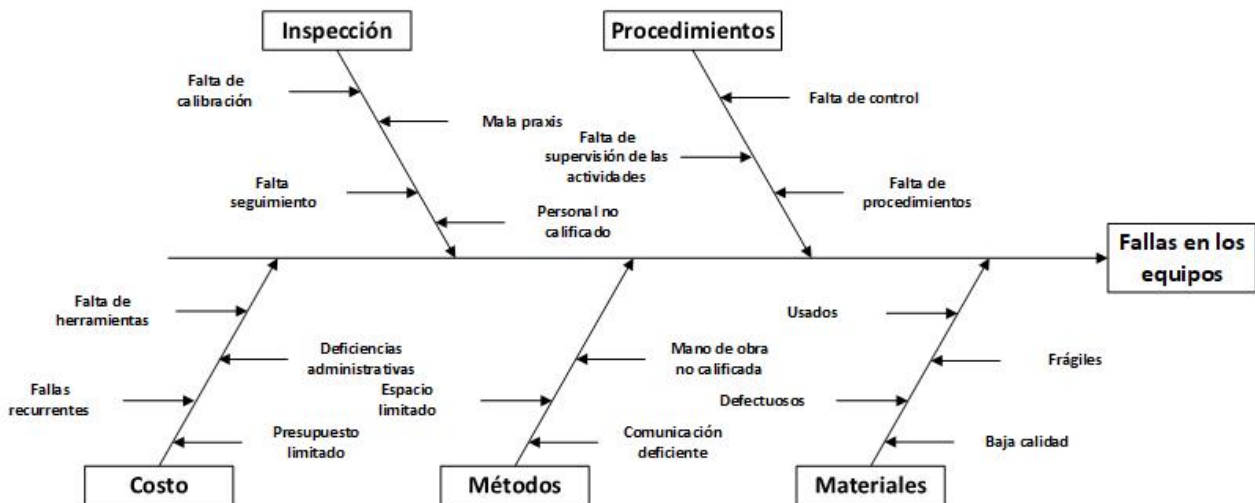 Inspección
Procedimientos
Falta de
calibración
Mala praxis
Falta
seguimiento
Personal no
calificado
Falta de control
Falta de
supervisión de las
actividades
Falta de
procedimientos
Fallas en los
equipos
Falta de
herramientas
Deficiencias
administrativas
Fallas
recurrentes
Presupuesto
limitado
Costo
Mano de obra
no calificada
Espacio
limitado
Comunicación
deficiente
Métodos
Usados
Frágiles
Defectuosos
Baja calidad
Materiales